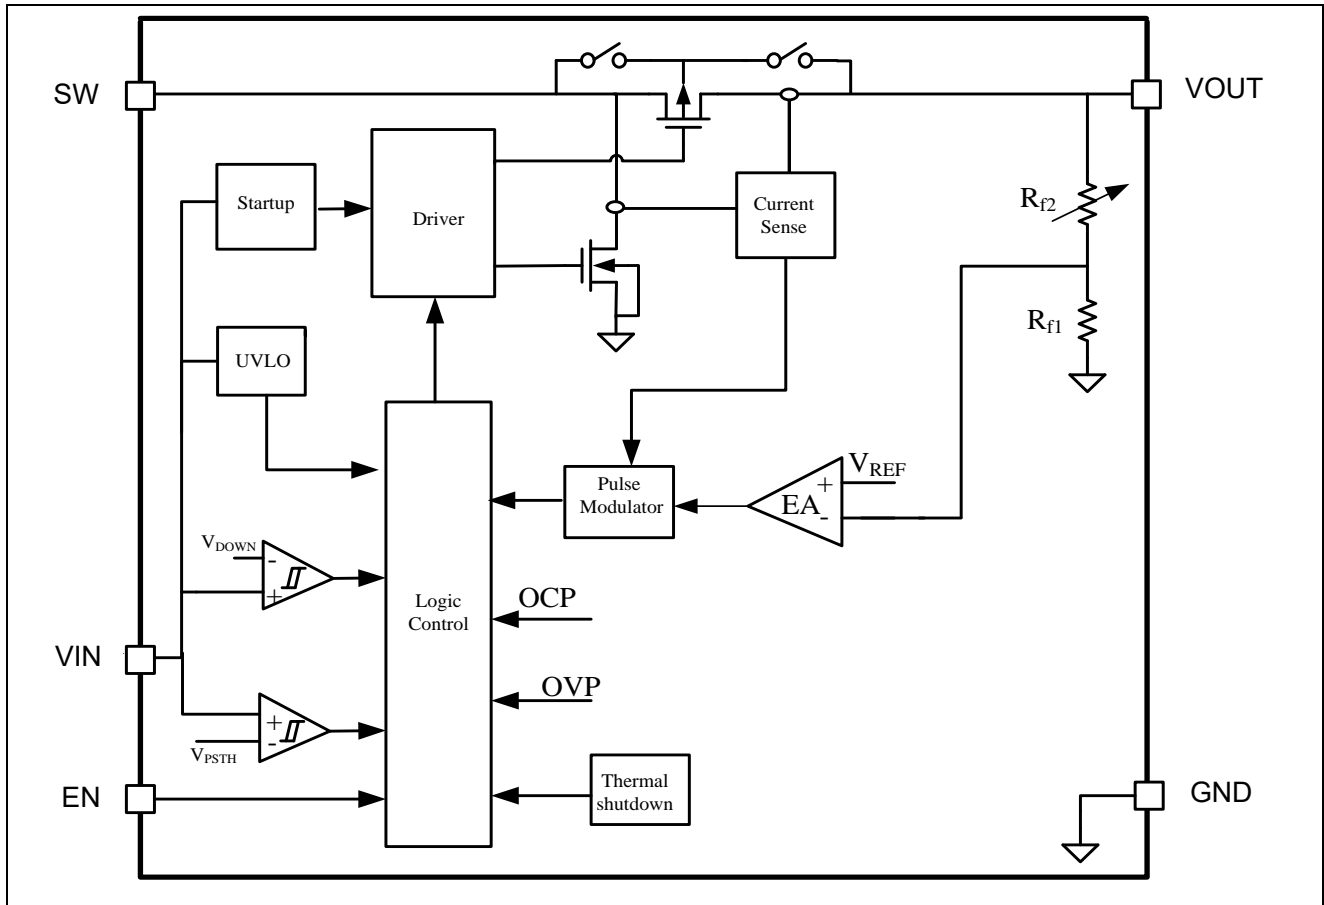 SW
VOUT
Startup
Driver
Current
Sense
Rf2
Rf1
UVLO
VREF
Pulse
Modulator
+
EA
-
VDOWN
-
+
Logic
Control
OCP
VIN
OVP
+
-
VPSTH
EN
Thermal
shutdown
GND